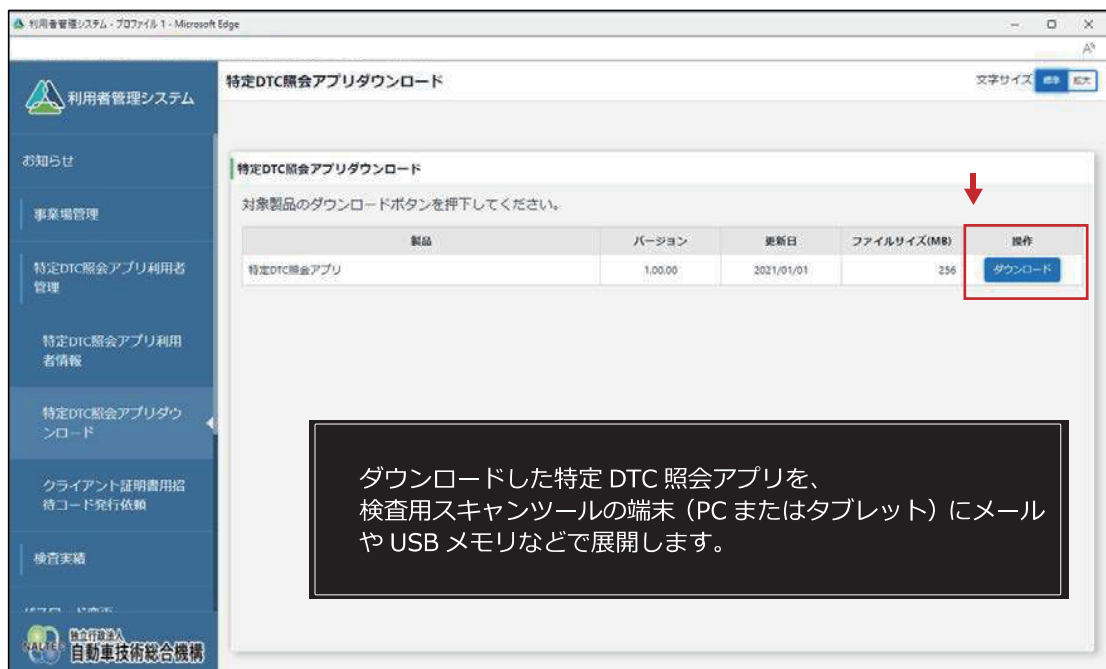 利用者管理システム - プロファイル 1 - Microsoft Edge
利用者管理システム
お知らせ
事業場管理
特定DTC照会アプリ利用者
管理
特定DTC照会アプリ利用
者情報
特定DTC照会アプリダウ
ンロード
クライアント証明書用招
待コード発行依頼
検査実績
パスワード変更
NALTEC
独立行政法人
自動車技術総合機構
特定DTC照会アプリダウンロード
文字サイズ 標準 拡大
特定DTC照会アプリダウンロード
対象製品のダウンロードボタンを押下してください。
製品 バージョン 更新日 ファイルサイズ(MB) 操作
特定DTC照会アプリ 1.00.00 2021/01/01 256 ダウンロード
ダウンロードした特定 DTC 照会アプリを、
検査用スキャンツールの端末（PC またはタブレット）にメール
や USB メモリなどで展開します。